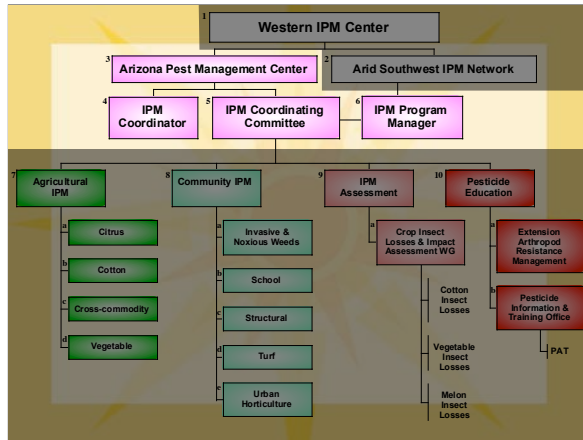 1
Western IPM Center
3
Arizona Pest Management Center
2
Arid Southwest IPM Network
4
IPM
Coordinator
5
IPM Coordinating
Committee
6
IPM Program
Manager
7
Agricultural
IPM
a
Citrus
b
Cotton
c
Cross-commodity
d
Vegetable
8
Community IPM
a
Invasive &
Noxious Weeds
b
School
c
Structural
d
Turf
e
Urban
Horticulture
9
IPM
Assessment
a
Crop Insect
Losses & Impact
Assessment WG
Cotton
Insect
Losses
Vegetable
Insect
Losses
Melon
Insect
Losses
10
Pesticide
Education
a
Extension
Arthropod
Resistance
Management
b
Pesticide
Information &
Training Office
PAT